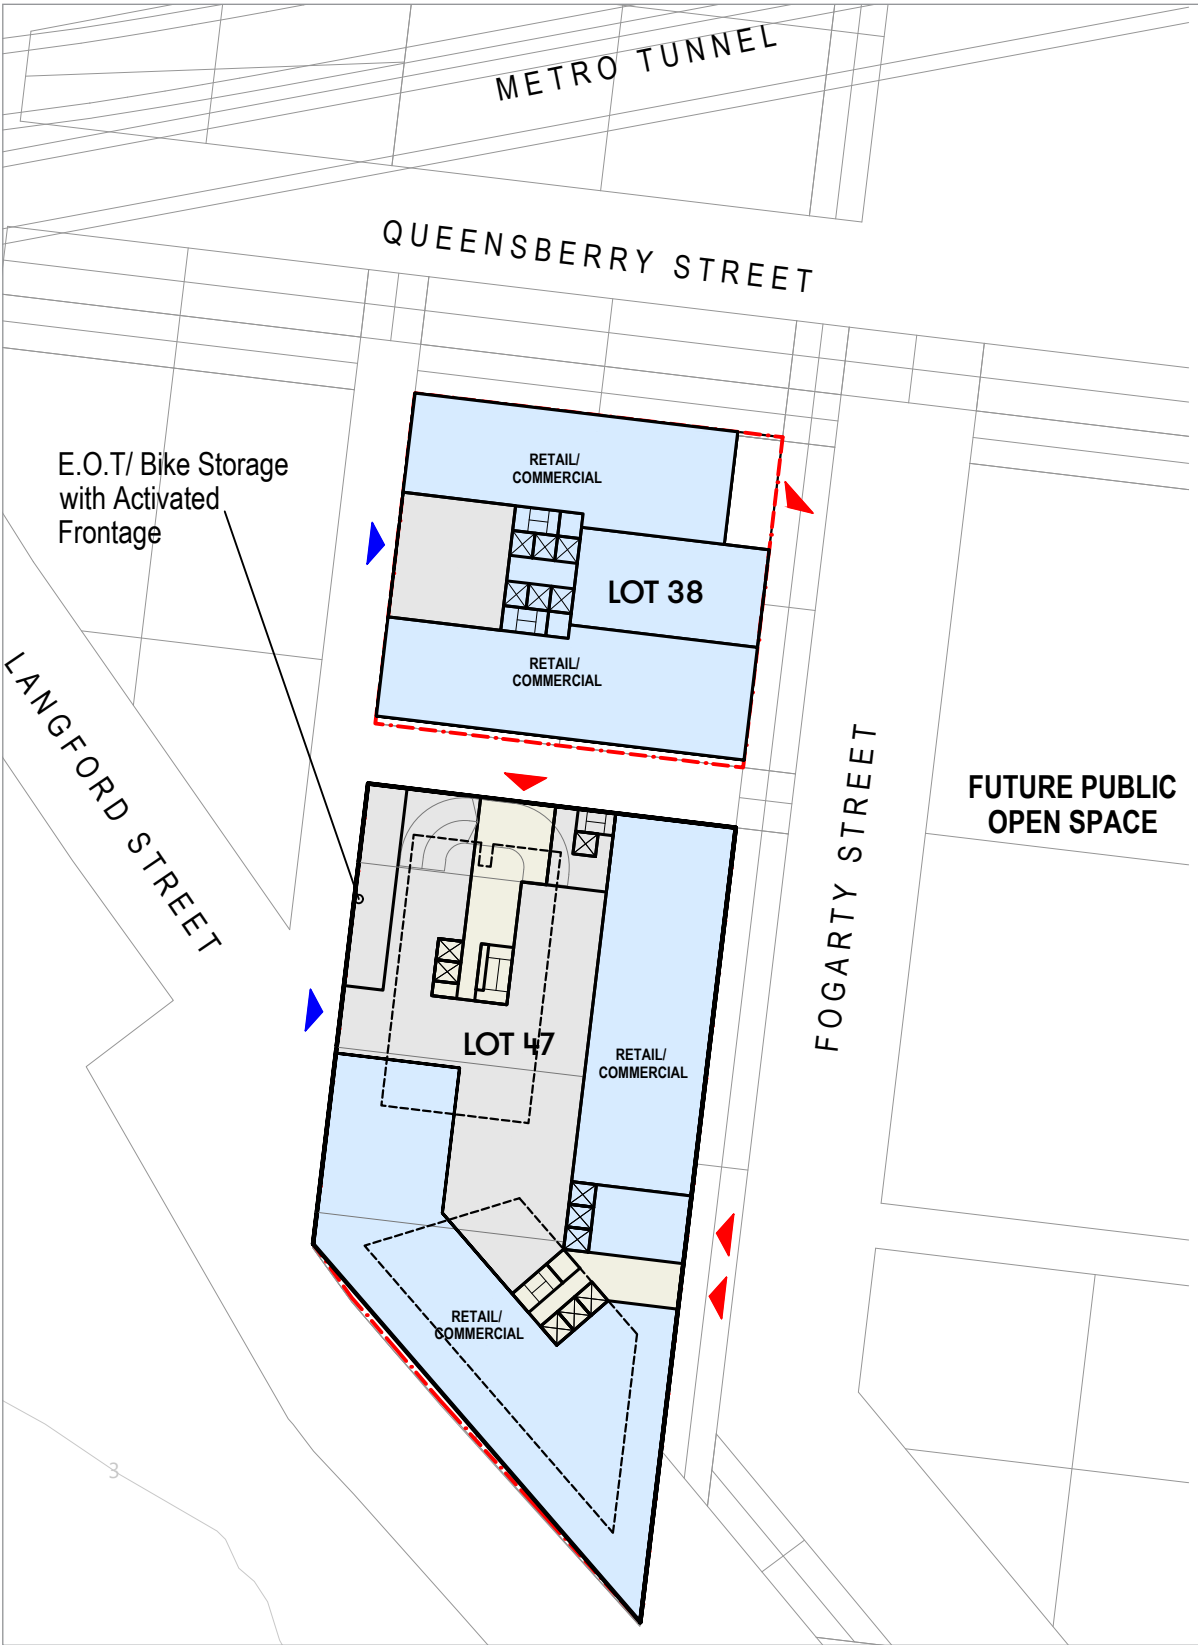 METRO TUNNEL
QUEENSBERRY STREET
E.O.T/ Bike Storage
with Activated
Frontage
RETAIL/
COMMERCIAL
LOT 38
RETAIL/
COMMERCIAL
LANGFORD STREET
FOGARTY STREET
FUTURE PUBLIC
OPEN SPACE
LOT 47
RETAIL/
COMMERCIAL
RETAIL/
COMMERCIAL
3